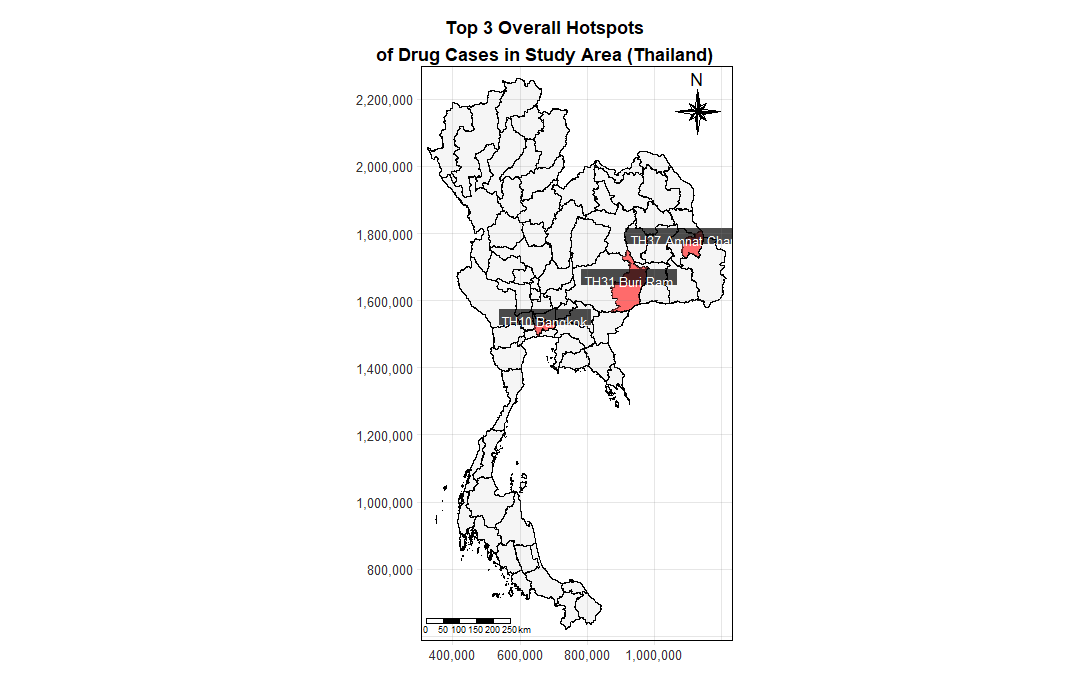 Top 3 Overall Hotspots
of Drug Cases in Study Area (Thailand)
N
2,200,000
2,000,000
1,800,000
1,600,000
1,400,000
1,200,000
1,000,000
800,000
TH37 Amnat Char
TH31 Buri Ram
TH10 Bangkok
0 50 100 150 200 250 km
400,000 600,000 800,000 1,000,000